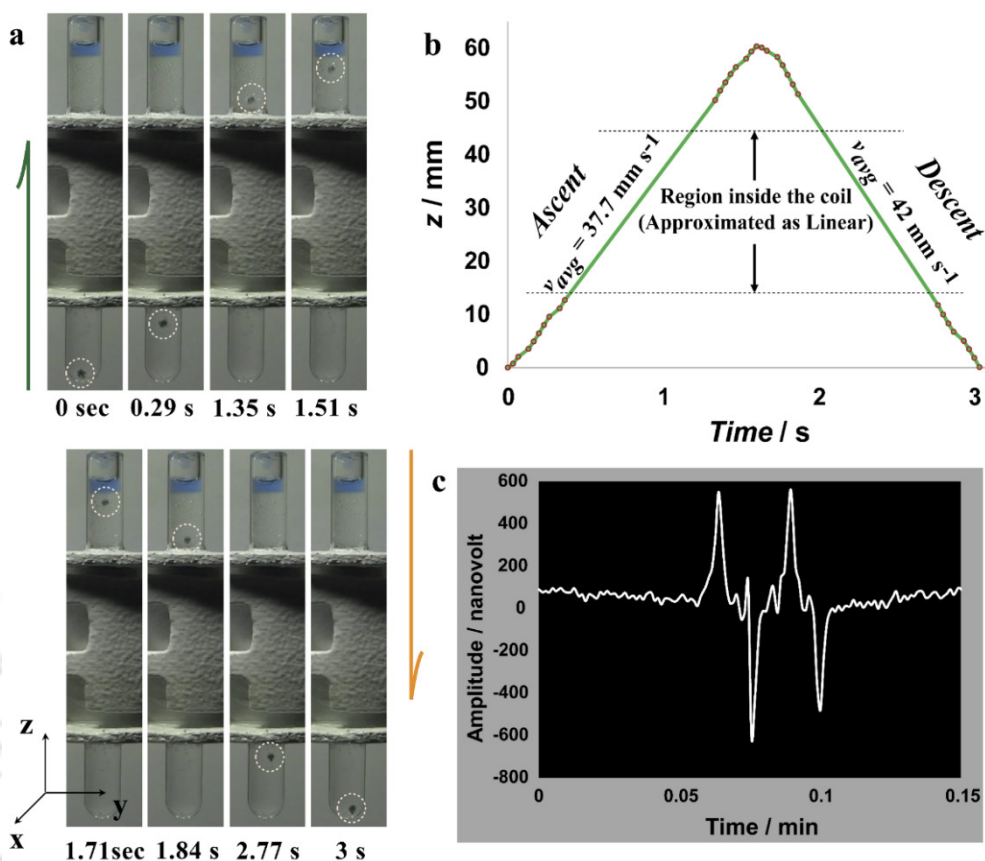 a
0 sec
0.29 s
1.35 s
1.51 s
1.71sec
1.84 s
2.77 s
3 s
z
y
x
b
z / mm
60
50
40
30
20
10
0
0
1
2
3
Time / s
Ascent
v avg = 37.7 mm s-1
Region inside the coil
(Approximated as Linear)
v avg = 42 mm s-1
Descent
c
Amplitude / nanovolt
600
400
200
0
-200
-400
-600
-800
0
0.05
0.1
0.15
Time / min